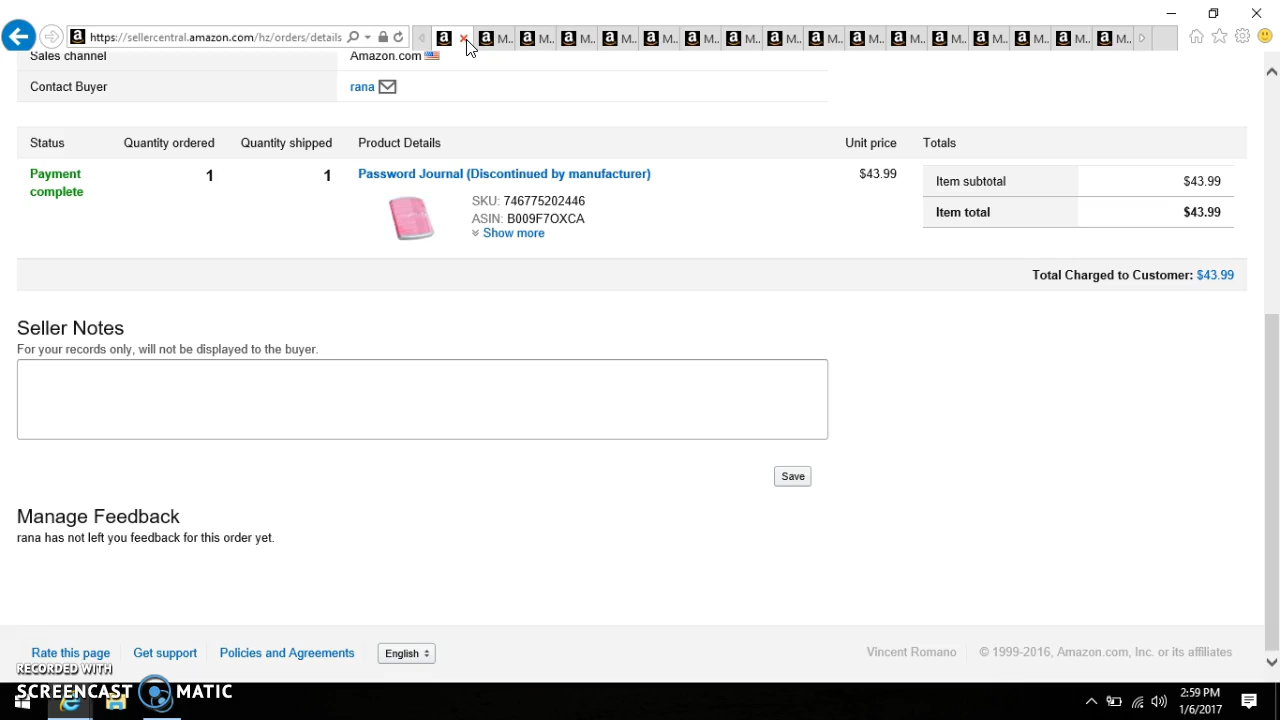 https://sellercentral.amazon.com/hz/orders/details
M.. M.. M.. M.. M.. M.. M.. M.. M.. M.. M.. M.. M.. M.. M.. M..
Sales channel Amazon.com
Contact Buyer rana
Status Quantity ordered Quantity shipped Product Details Unit price Totals
Payment complete 1 1 Password Journal (Discontinued by manufacturer) $43.99 Item subtotal $43.99
SKU: 746775202446
ASIN: B009F7OXCA
Show more
Item total $43.99
Total Charged to Customer: $43.99
Seller Notes
For your records only, will not be displayed to the buyer.
Save
Manage Feedback
rana has not left you feedback for this order yet.
Rate this page Get support Policies and Agreements English Vincent Romano © 1999-2016, Amazon.com, Inc. or its affiliates
RECORDED WITH
SCREENCAST MATIC
2:59 PM
1/6/2017